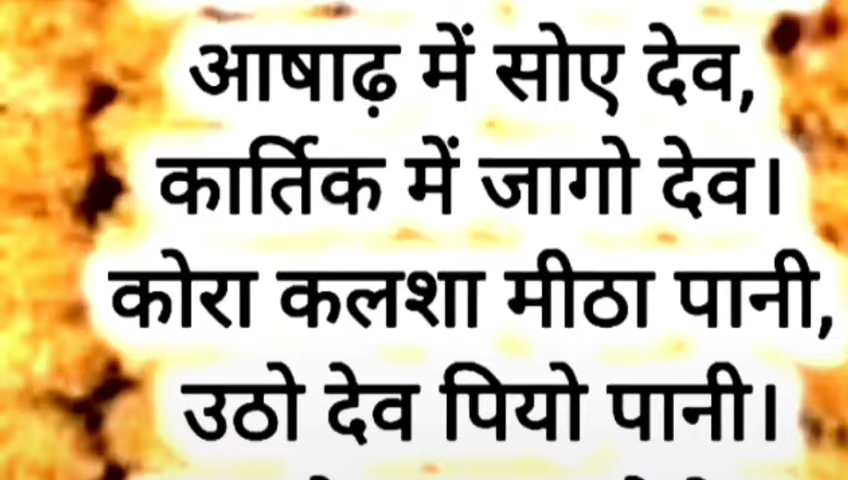 आषाढ़ में सोए देव,
कार्तिक में जागो देव।
कोरा कलशा मीठा पानी,
उठो देव पियो पानी।